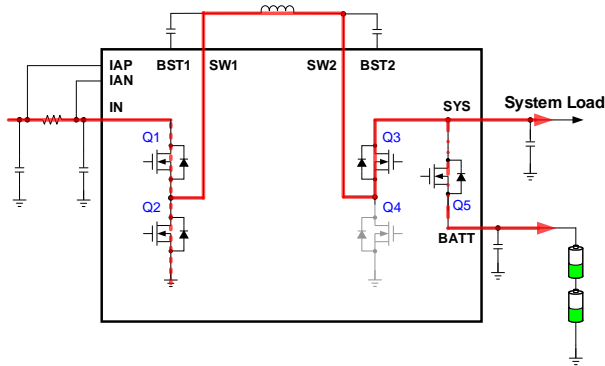 BST1
SW1
SW2
BST2
IAP
IAN
IN
SYS
System Load
Q1
Q3
Q2
Q4
Q5
BATT